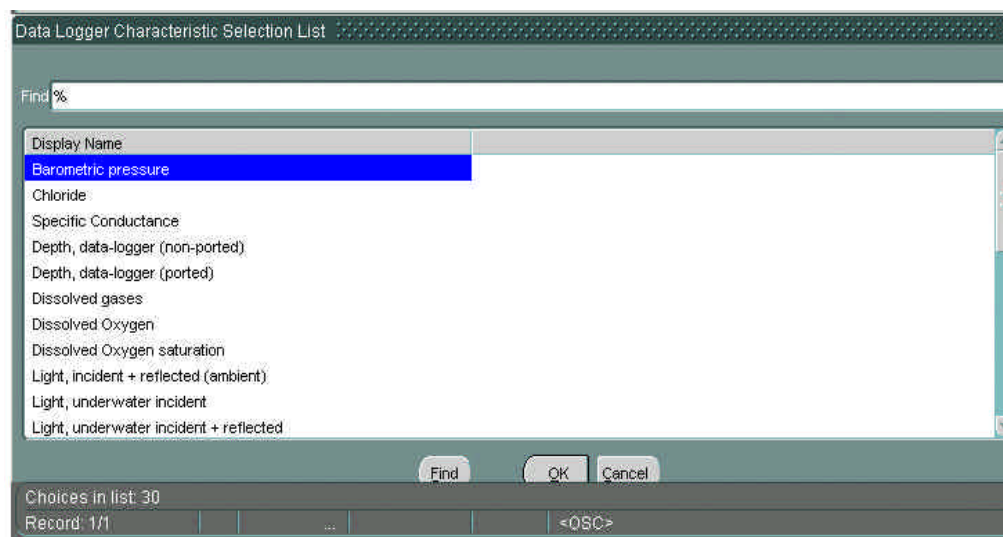 Data Logger Characteristic Selection List
Find %
Display Name
Barometric pressure
Chloride
Specific Conductance
Depth, data-logger (non-ported)
Depth, data-logger (ported)
Dissolved gases
Dissolved Oxygen
Dissolved Oxygen saturation
Light, incident + reflected (ambient)
Light, underwater incident
Light, underwater incident + reflected
Find OK Cancel
Choices in list: 30
Record: 1/1 ... <OSC>